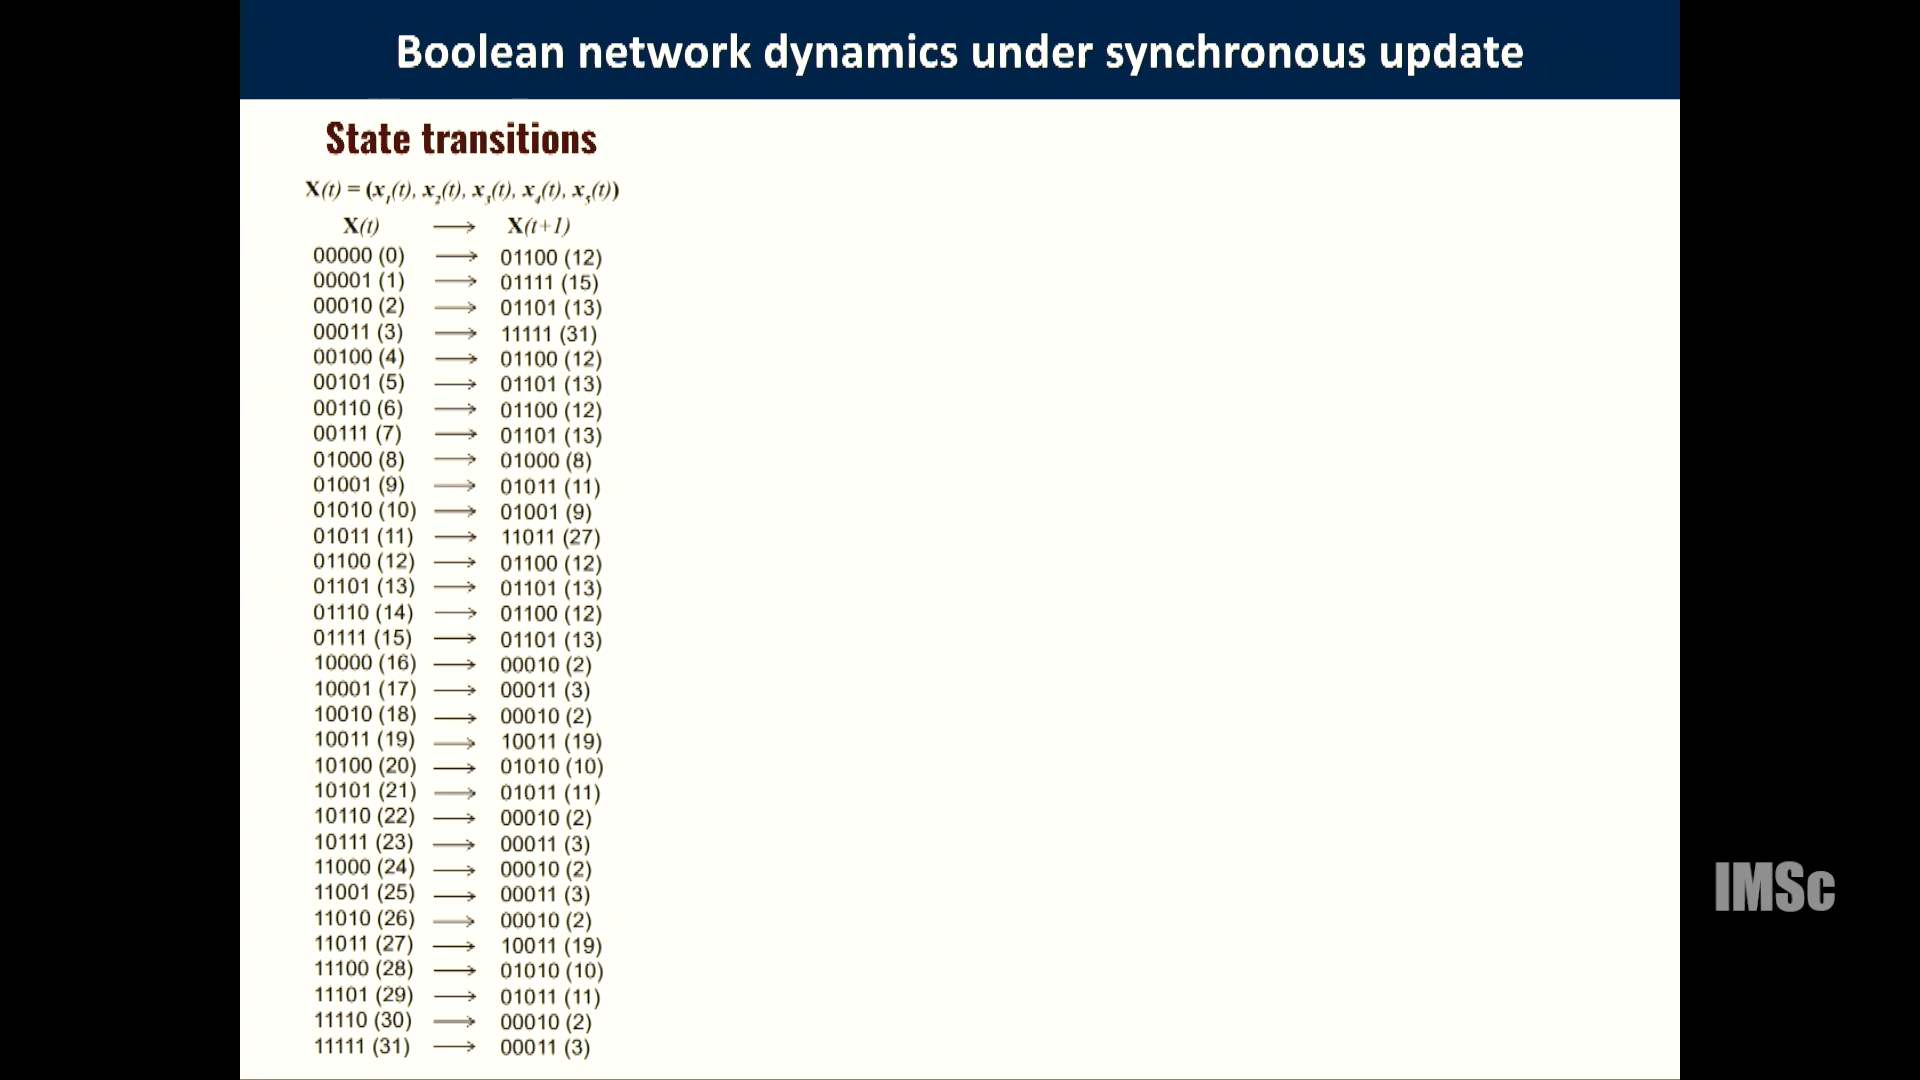 Boolean network dynamics under synchronous update
State transitions
X(t) = (x₁(t), x₂(t), x₃(t), x₄(t), x₅(t))
X(t) ⟶ X(t+1)
00000 (0) ⟶ 01100 (12)
00001 (1) ⟶ 01111 (15)
00010 (2) ⟶ 01101 (13)
00011 (3) ⟶ 11111 (31)
00100 (4) ⟶ 01100 (12)
00101 (5) ⟶ 01101 (13)
00110 (6) ⟶ 01100 (12)
00111 (7) ⟶ 01101 (13)
01000 (8) ⟶ 01000 (8)
01001 (9) ⟶ 01011 (11)
01010 (10) ⟶ 01001 (9)
01011 (11) ⟶ 11011 (27)
01100 (12) ⟶ 01100 (12)
01101 (13) ⟶ 01101 (13)
01110 (14) ⟶ 01100 (12)
01111 (15) ⟶ 01101 (13)
10000 (16) ⟶ 00010 (2)
10001 (17) ⟶ 00011 (3)
10010 (18) ⟶ 00010 (2)
10011 (19) ⟶ 10011 (19)
10100 (20) ⟶ 01010 (10)
10101 (21) ⟶ 01011 (11)
10110 (22) ⟶ 00010 (2)
10111 (23) ⟶ 00011 (3)
11000 (24) ⟶ 00010 (2)
11001 (25) ⟶ 00011 (3)
11010 (26) ⟶ 00010 (2)
11011 (27) ⟶ 10011 (19)
11100 (28) ⟶ 01010 (10)
11101 (29) ⟶ 01011 (11)
11110 (30) ⟶ 00010 (2)
11111 (31) ⟶ 00011 (3)
IMSc